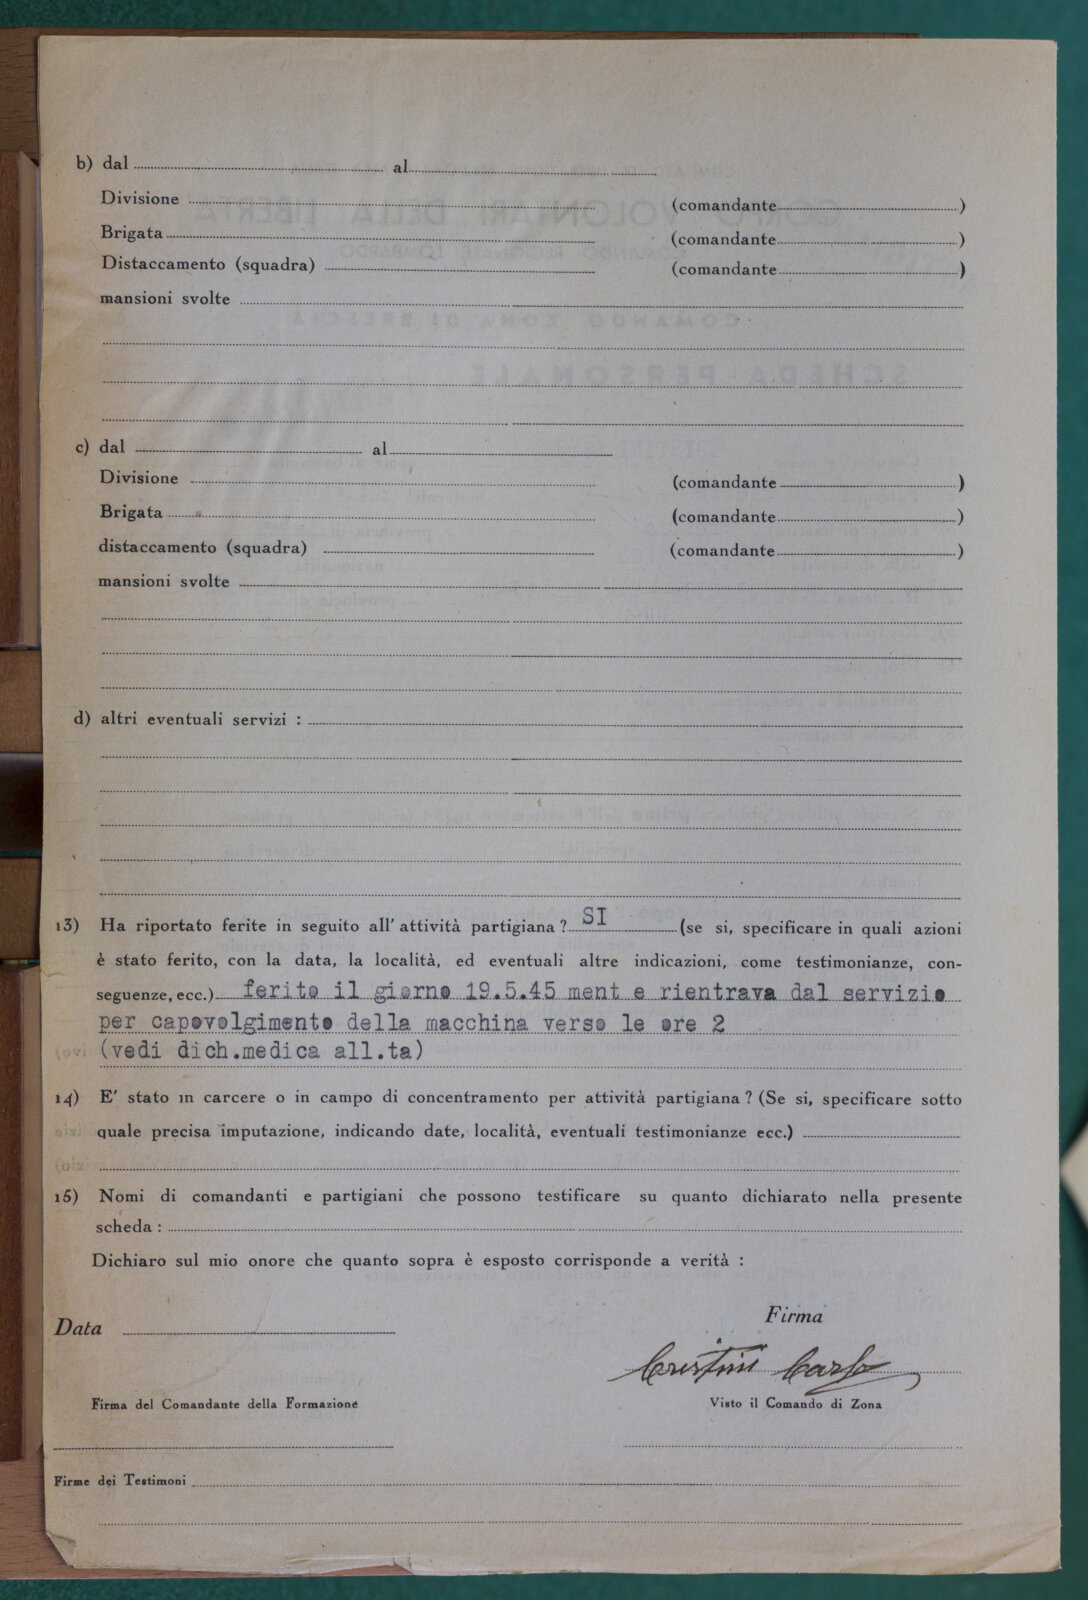 b) dal al
Divisione (comandante )
Brigata (comandante )
Distaccamento (squadra) (comandante )
mansioni svolte
c) dal al
Divisione (comandante )
Brigata (comandante )
distaccamento (squadra) (comandante )
mansioni svolte
d) altri eventuali servizi :
13) Ha riportato ferite in seguito all' attività partigiana ? SI (se si, specificare in quali azioni
è stato ferito, con la data, la località, ed eventuali altre indicazioni, come testimonianze, con-
seguenze, ecc.) ferito il giorno 19.5.45 ment e rientrava dal servizio
per capovolgimento della macchina verso le ore 2
(vedi dich.medica all.ta)
14) E' stato in carcere o in campo di concentramento per attività partigiana ? (Se si, specificare sotto
quale precisa imputazione, indicando date, località, eventuali testimonianze ecc.)
15) Nomi di comandanti e partigiani che possono testificare su quanto dichiarato nella presente
scheda :
Dichiaro sul mio onore che quanto sopra è esposto corrisponde a verità :
Firma
Data
Crestini Carlo
Firma del Comandante della Formazione Visto il Comando di Zona
Firme dei Testimoni